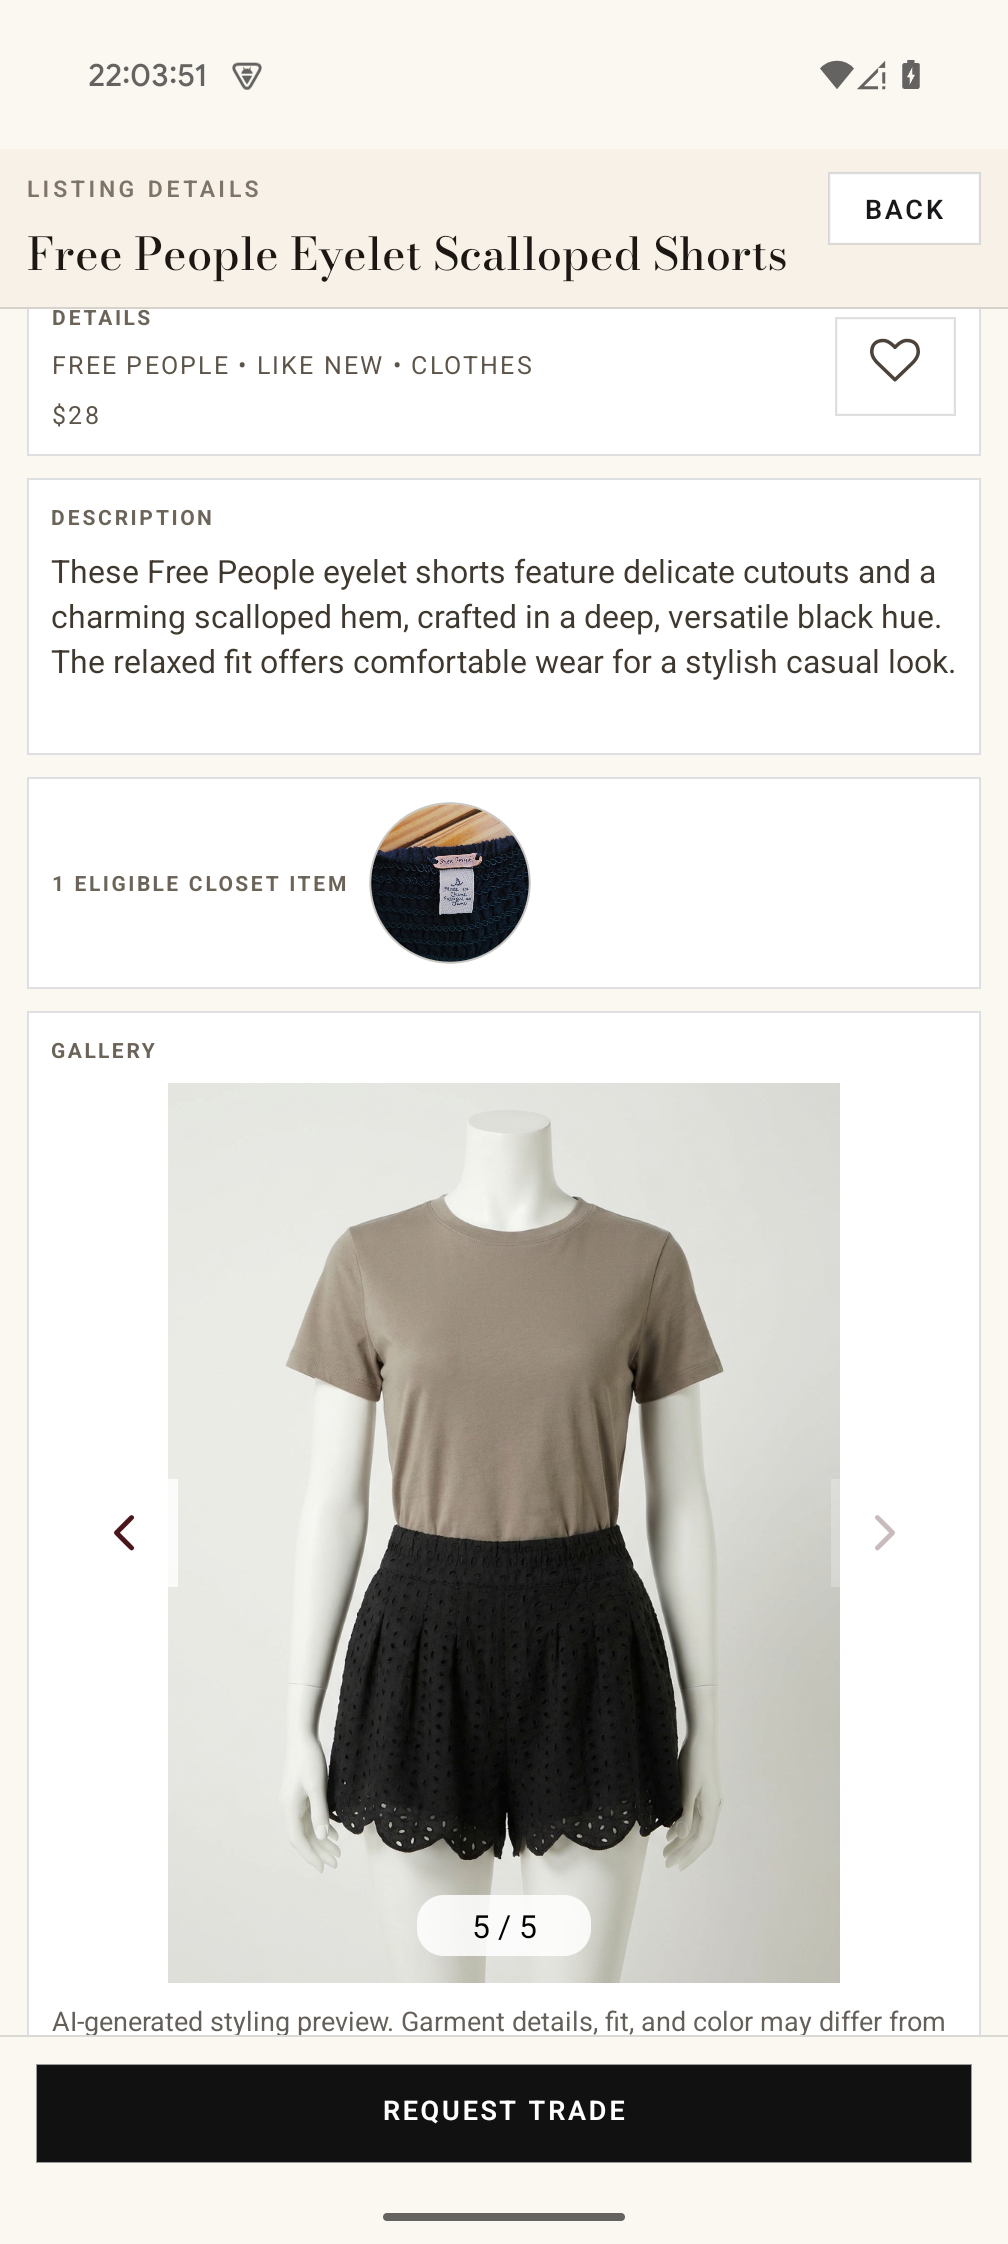 22:03:51
LISTING DETAILS
BACK
Free People Eyelet Scalloped Shorts
DETAILS
FREE PEOPLE • LIKE NEW • CLOTHES
$28
DESCRIPTION
These Free People eyelet shorts feature delicate cutouts and a
charming scalloped hem, crafted in a deep, versatile black hue.
The relaxed fit offers comfortable wear for a stylish casual look.
1 ELIGIBLE CLOSET ITEM
S
GALLERY
5 / 5
AI-generated styling preview. Garment details, fit, and color may differ from
REQUEST TRADE